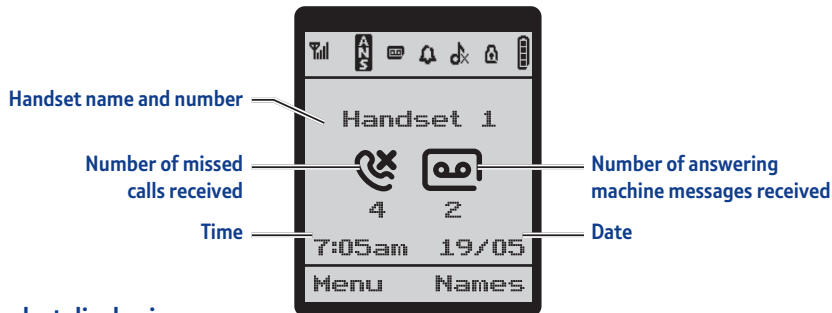 ANS
Handset name and number
Handset 1
Number of missed
calls received
Number of answering
machine messages received
4 2
Time
7:05am 19/05
Date
Menu Names